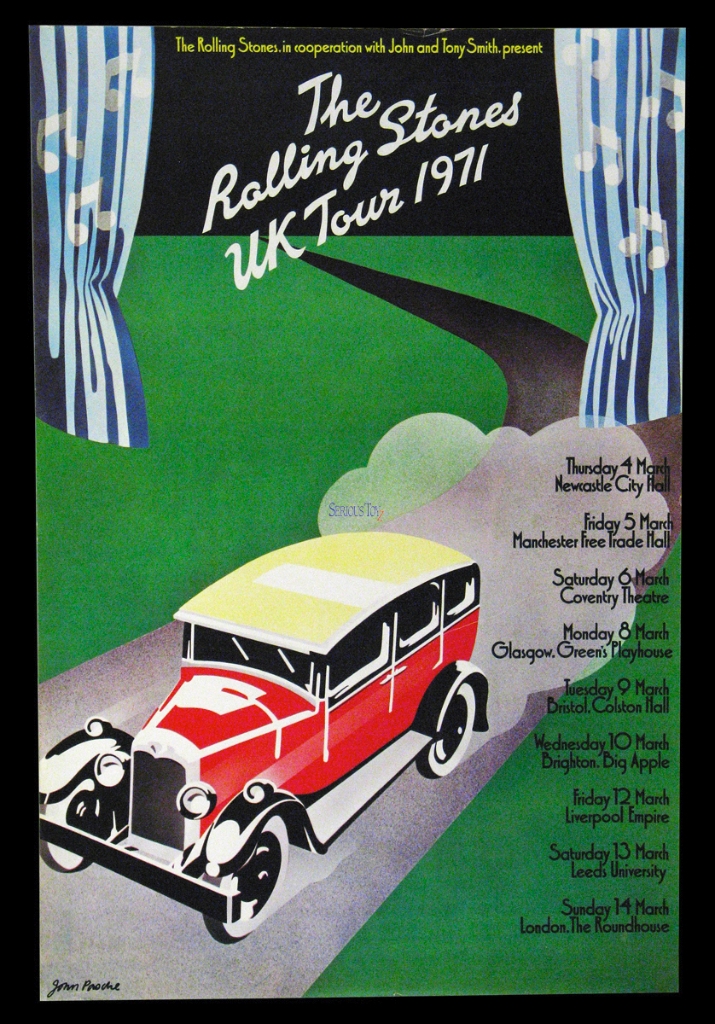 The Rolling Stones. in cooperation with John and Tony Smith. present
The
Rolling Stones
UK Tour 1971
Thursday 4 March
Newcastle City Hall
SERIOUSTOYS
Friday 5 March
Manchester Free Trade Hall
Saturday 6 March
Coventry Theatre
Monday 8 March
Glasgow. Green's Playhouse
Tuesday 9 March
Bristol. Colston Hall
Wednesday 10 March
Brighton. Big Apple
Friday 12 March
Liverpool Empire
Saturday 13 March
Leeds University
Sunday 14 March
London. The Roundhouse
John Pasche